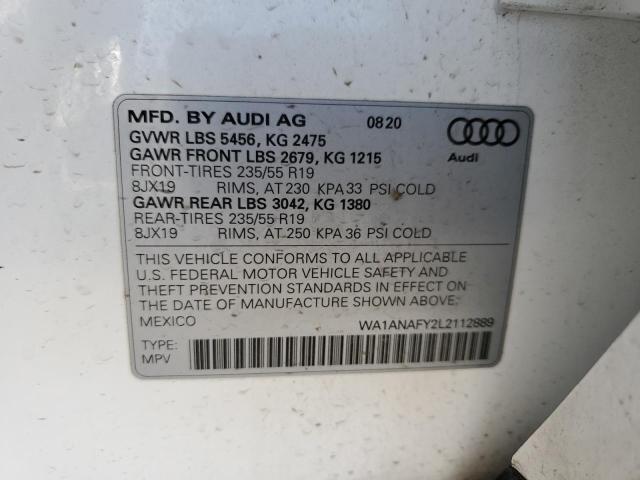 MFD. BY AUDI AG 08 20
GVWR LBS 5456, KG 2475
GAWR FRONT LBS 2679, KG 1215
Audi
FRONT-TIRES 235/55 R19
8JX19 RIMS, AT 230 KPA 33 PSI COLD
GAWR REAR LBS 3042, KG 1380
REAR-TIRES 235/55 R19
8JX19 RIMS, AT 250 KPA 36 PSI COLD
THIS VEHICLE CONFORMS TO ALL APPLICABLE
U.S. FEDERAL MOTOR VEHICLE SAFETY AND
THEFT PREVENTION STANDARDS IN EFFECT ON
THE DATE OF MANUFACTURE SHOWN ABOVE:
MEXICO WA1ANAFY2L2112889
TYPE:
MPV